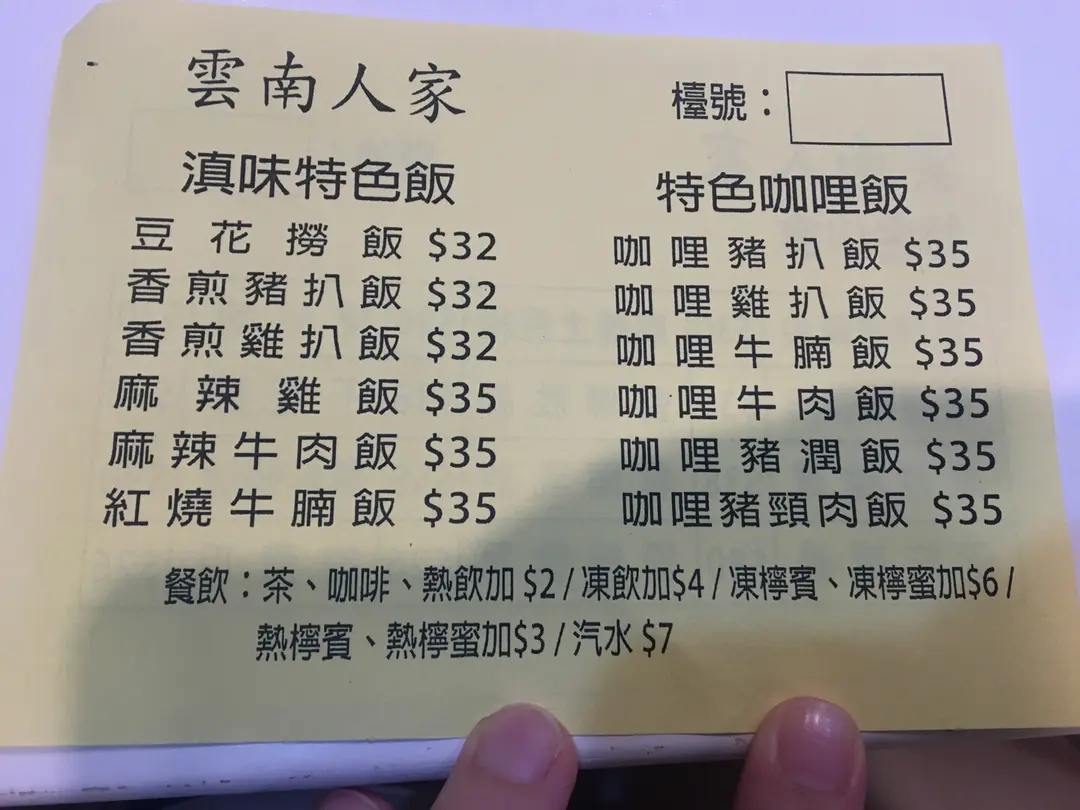 雲南人家
檯號：
滇味特色飯
豆花撈飯 $32
香煎豬扒飯 $32
香煎雞扒飯 $32
麻辣雞飯 $35
麻辣牛肉飯 $35
紅燒牛腩飯 $35
特色咖哩飯
咖哩豬扒飯 $35
咖哩雞扒飯 $35
咖哩牛腩飯 $35
咖哩牛肉飯 $35
咖哩豬潤飯 $35
咖哩豬頸肉飯 $35
餐飲：茶、咖啡、熱飲加 $2 / 凍飲加$4 / 凍檸賓、凍檸蜜加$6 /
熱檸賓、熱檸蜜加$3 / 汽水 $7